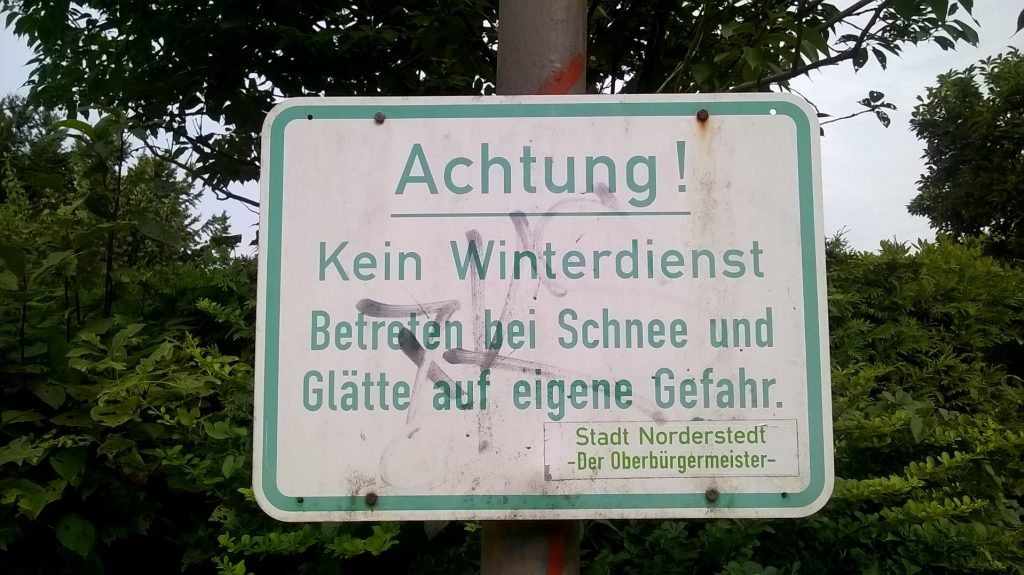 Achtung!
Kein Winterdienst
Betreten bei Schnee und
Glätte auf eigene Gefahr.
Stadt Norderstedt
-Der Oberbürgermeister-